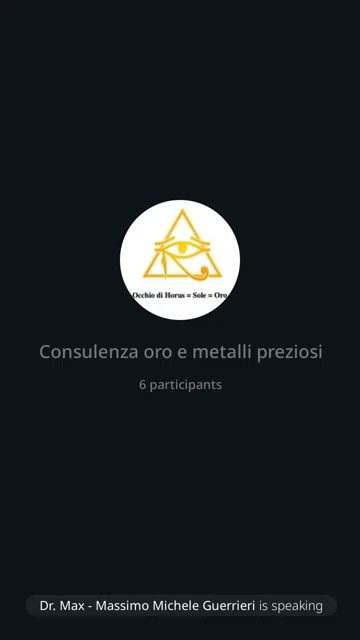 Occhio di Horus = Sole = Oro
Consulenza oro e metalli preziosi
6 participants
Dr. Max - Massimo Michele Guerrieri is speaking